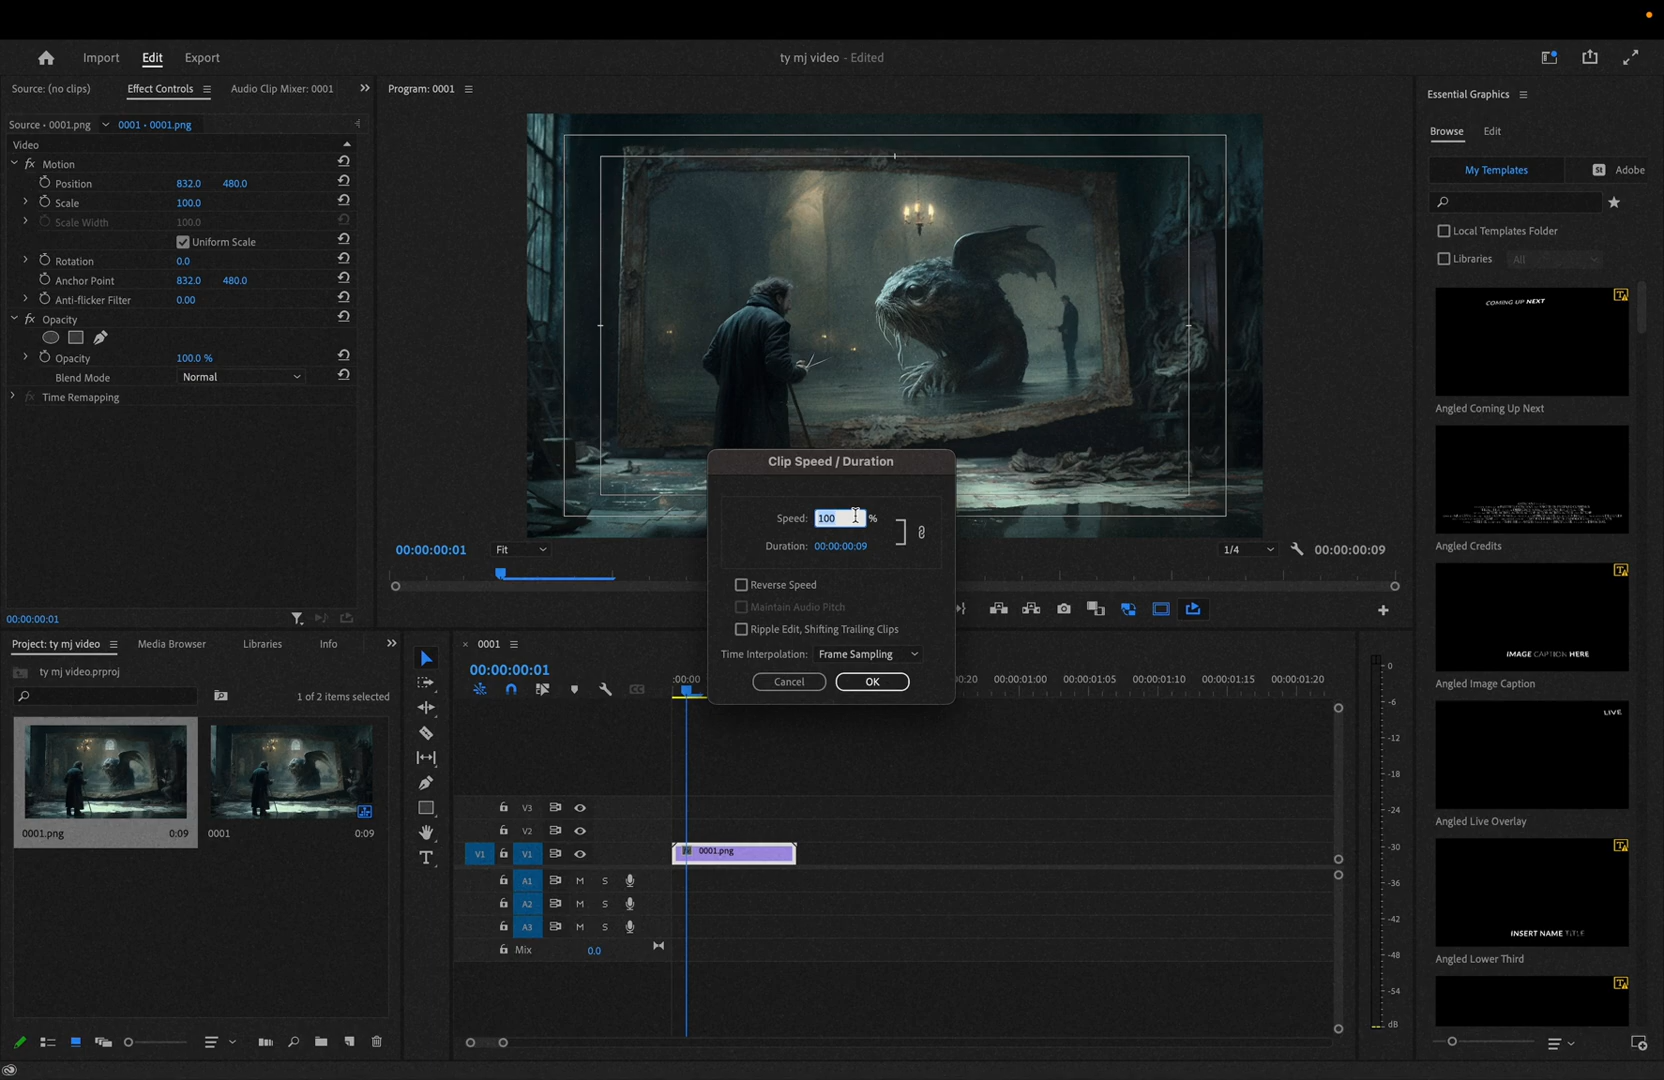 Import Edit Export
ty mj video - Edited
Source: (no clips) Effect Controls Audio Clip Mixer: 0001
Program: 0001
Essential Graphics
Source • 0001.png 0001 • 0001.png
Browse Edit
Video
Motion
My Templates
Adobe
St
Position 832.0 480.0
Scale 100.0
Scale Width 100.0
Uniform Scale
Local Templates Folder
Libraries All
Rotation 0.0
Anchor Point 832.0 480.0
Anti-flicker Filter 0.00
COMING UP NEXT
Opacity
Opacity 100.0 %
Blend Mode Normal
Time Remapping
Angled Coming Up Next
Clip Speed / Duration
Speed: 100 %
Duration: 00:00:00:09
00:00:00:01 Fit 1/4 00:00:00:09
Angled Credits
Reverse Speed
Maintain Audio Pitch
Ripple Edit, Shifting Trailing Clips
Time Interpolation: Frame Sampling
Cancel OK
00:00:00:01
Project: ty mj video Media Browser Libraries Info
0001
IMAGE CAPTION HERE
ty mj video.prproj
00:00:00:01
:00:00 0:20 00:00:01:00 00:00:01:05 00:00:01:10 00:00:01:15 00:00:01:20
Angled Image Caption
1 of 2 items selected
LIVE
0
-6
-12
-18
-24
-30
-36
-42
-48
-54
dB
V3
V2
V1 V1 0001.png
A1 M S
A2 M S
A3 M S
Mix 0.0
0001.png 0:09 0001 0:09
Angled Live Overlay
INSERT NAME TITLE
Angled Lower Third